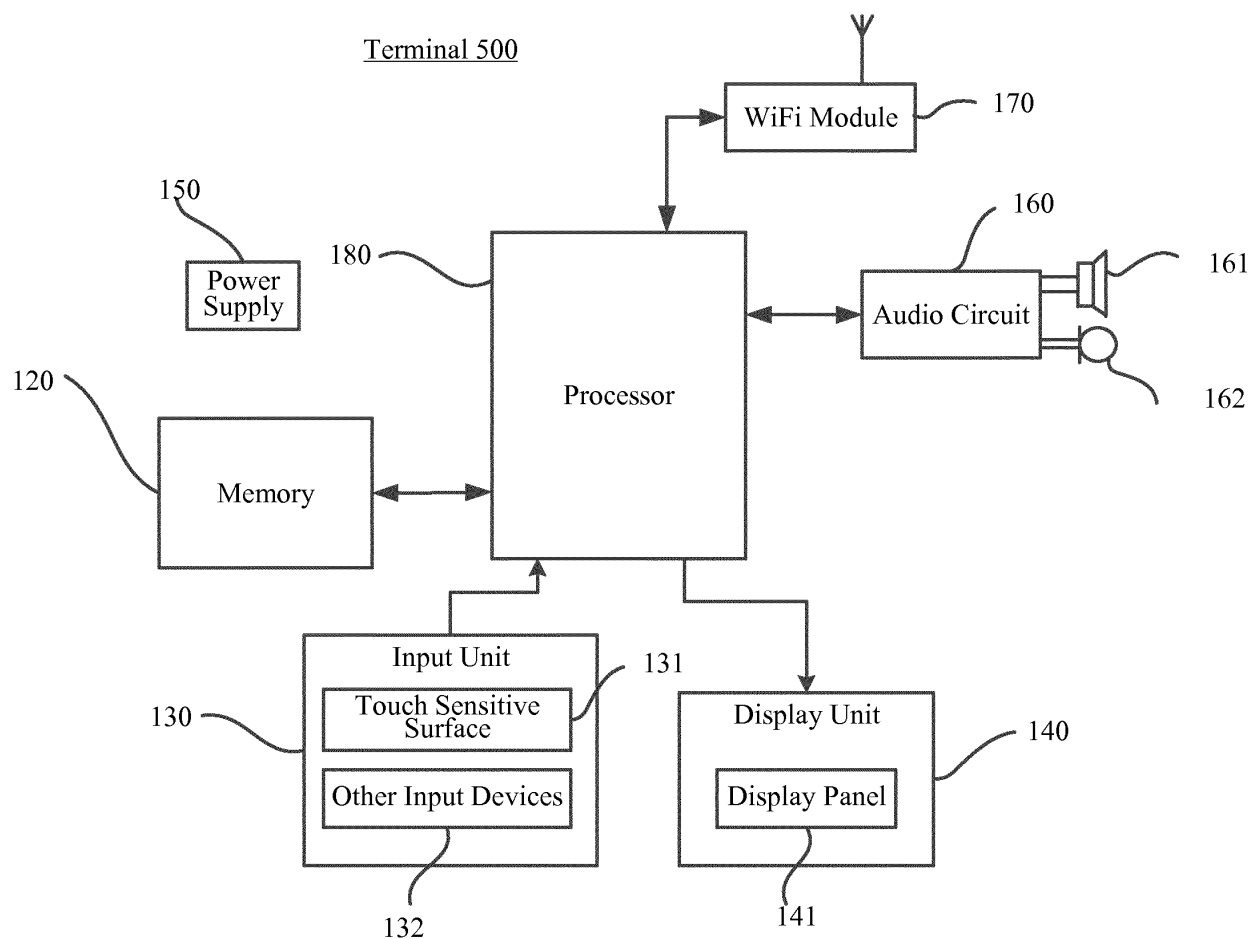 Terminal 500
WiFi Module
170
150
180
160
161
Power
Supply
Audio Circuit
120
Processor
162
Memory
Input Unit
131
130
Touch Sensitive
Surface
Display Unit
140
Other Input Devices
Display Panel
132
141